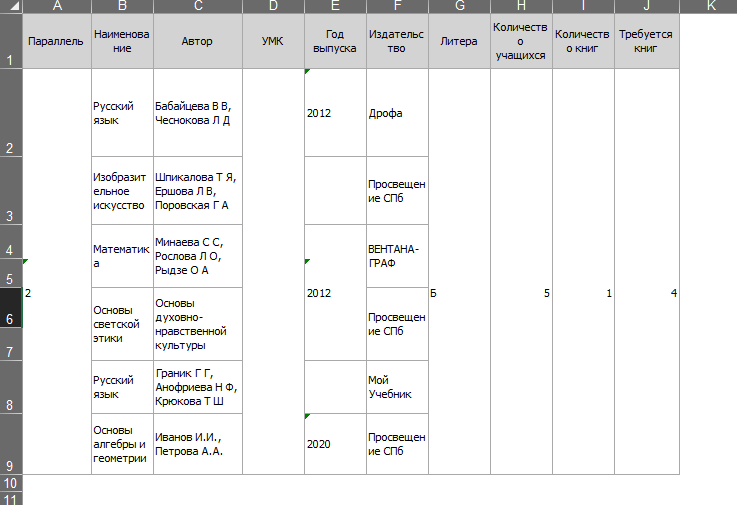 A B C D E F G H I J K
1
Параллель
Наименова
ние
Автор
УМК
Год
выпуска
Издательс
тво
Литера
Количеств
о
учащихся
Количеств
о книг
Требуется
книг
2
Русский
язык
Бабайцева В В,
Чеснокова Л Д
2012
Дрофа
3
Изобразит
ельное
искусство
Шпикалова Т Я,
Ершова Л В,
Поровская Г А
Просвещен
ие СПб
4
Математик
а
Минаева С С,
Рослова Л О,
Рыдзе О А
ВЕНТАНА-
ГРАФ
5
2
2012
Б
5
1
4
6
Основы
светской
этики
Основы
духовно-
нравственной
культуры
Просвещен
ие СПб
7
8
Русский
язык
Граник Г Г,
Анофриева Н Ф,
Крюкова Т Ш
Мой
Учебник
9
Основы
алгебры и
геометрии
Иванов И.И.,
Петрова А.А.
2020
Просвещен
ие СПб
10
11